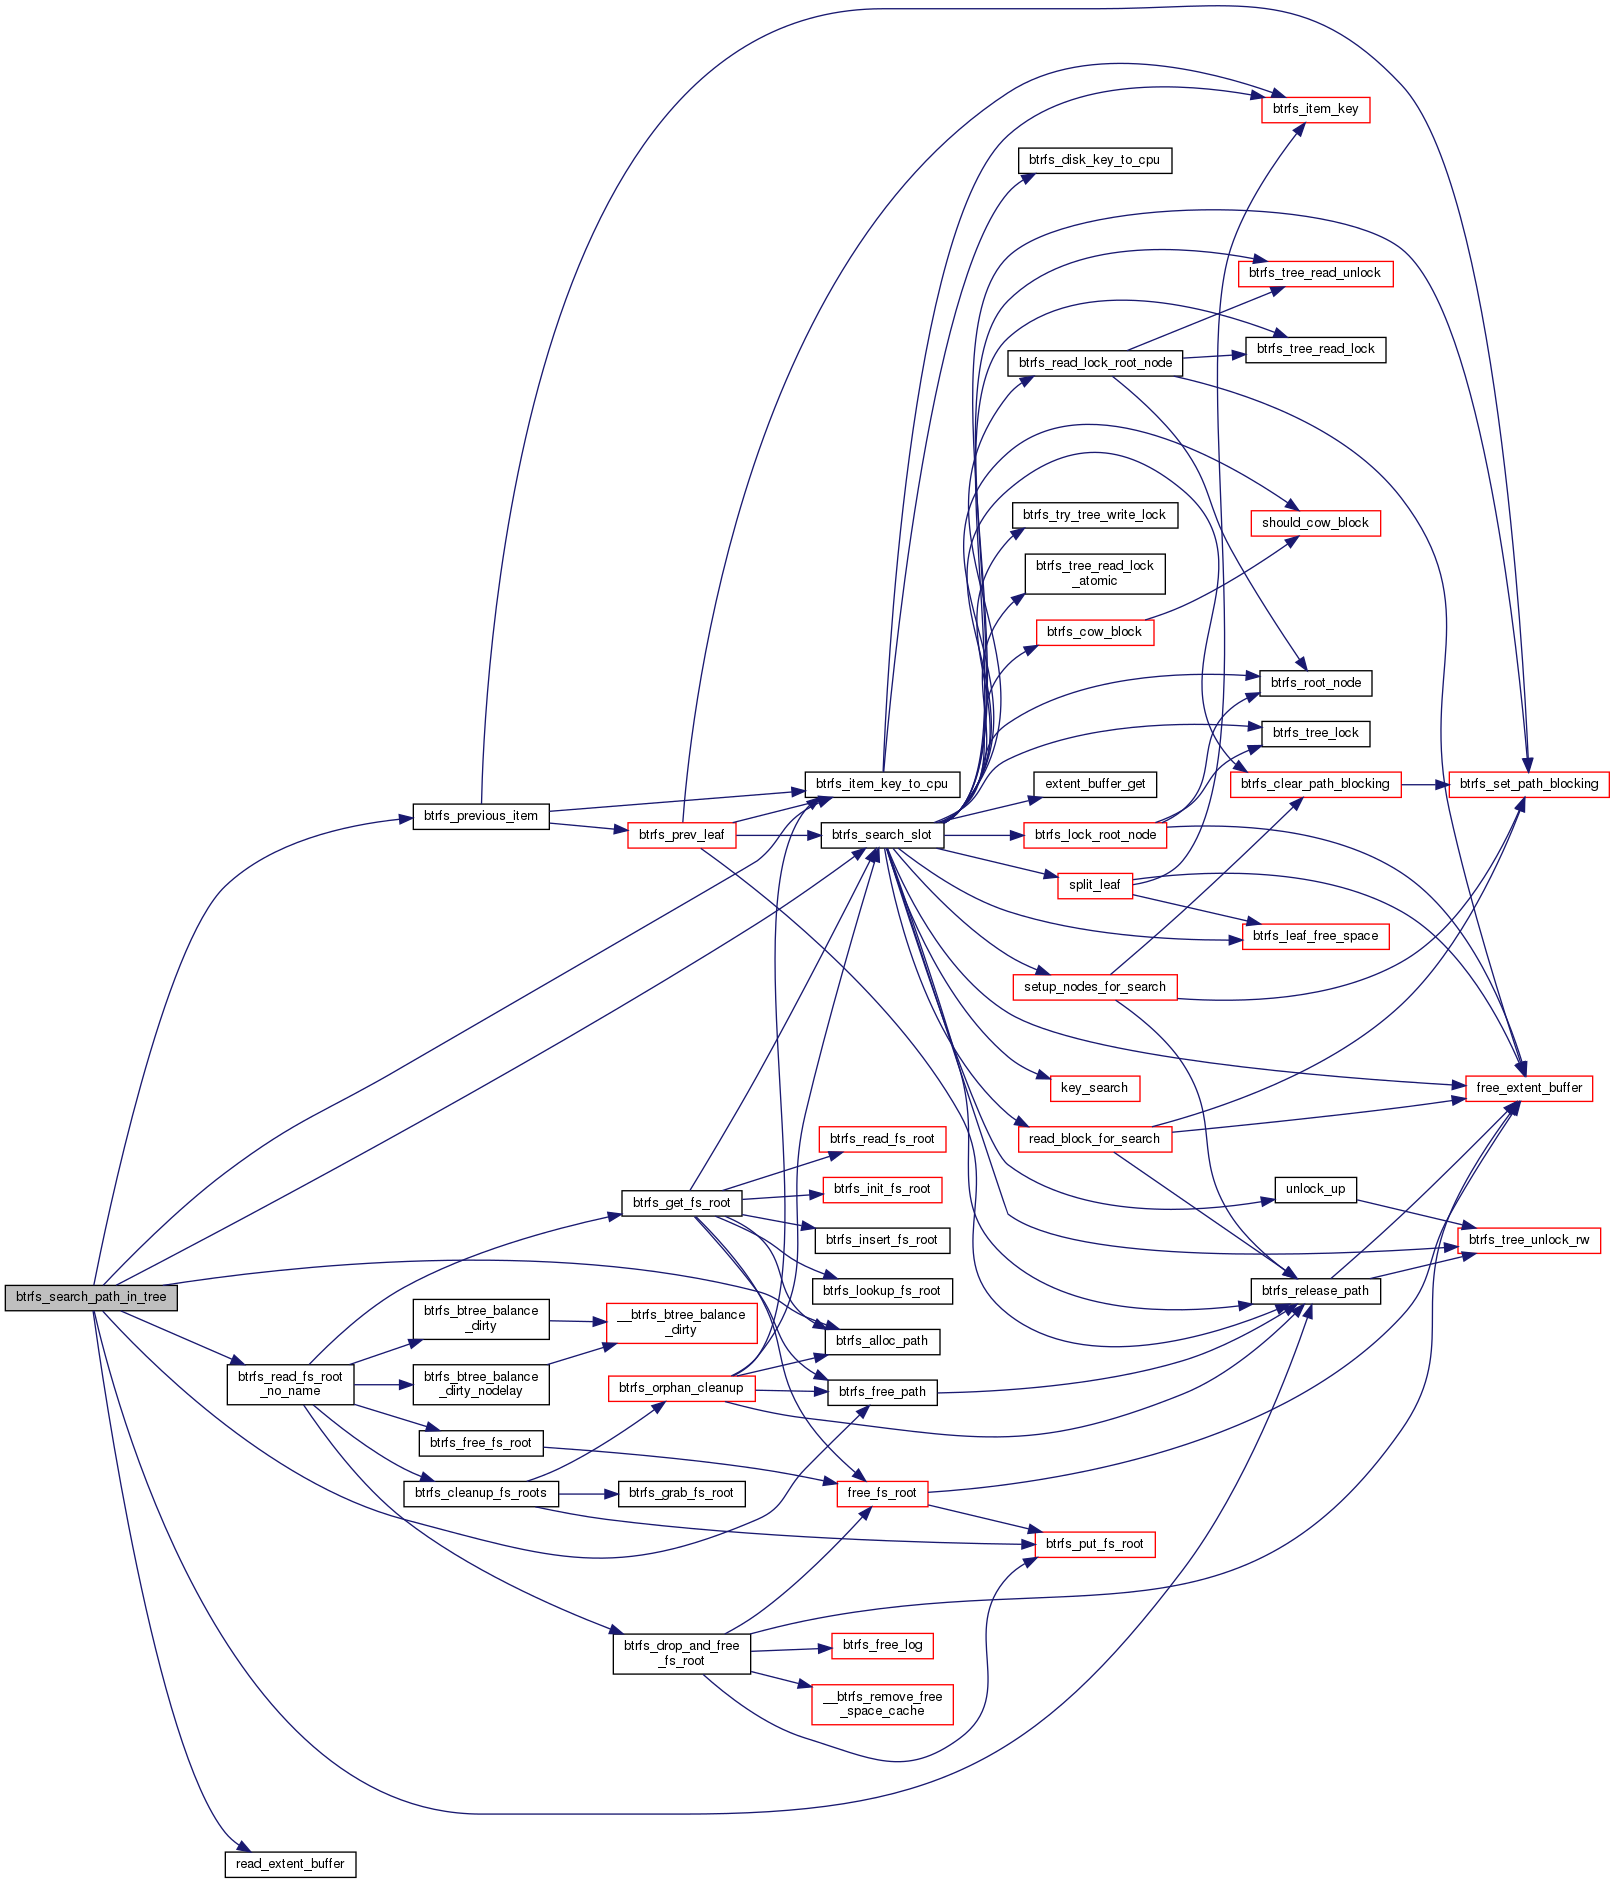 btrfs_item_key
btrfs_disk_key_to_cpu
btrfs_tree_read_unlock
btrfs_tree_read_lock
btrfs_read_lock_root_node
btrfs_try_tree_write_lock
should_cow_block
btrfs_tree_read_lock
_atomic
btrfs_cow_block
btrfs_root_node
btrfs_tree_lock
btrfs_item_key_to_cpu
extent_buffer_get
btrfs_clear_path_blocking
btrfs_set_path_blocking
btrfs_previous_item
btrfs_prev_leaf
btrfs_search_slot
btrfs_lock_root_node
split_leaf
btrfs_leaf_free_space
setup_nodes_for_search
key_search
free_extent_buffer
btrfs_read_fs_root
read_block_for_search
btrfs_init_fs_root
unlock_up
btrfs_get_fs_root
btrfs_insert_fs_root
btrfs_tree_unlock_rw
btrfs_lookup_fs_root
btrfs_release_path
btrfs_search_path_in_tree
btrfs_btree_balance
_dirty
__btrfs_btree_balance
_dirty
btrfs_alloc_path
btrfs_read_fs_root
_no_name
btrfs_btree_balance
_dirty_nodelay
btrfs_orphan_cleanup
btrfs_free_path
btrfs_free_fs_root
btrfs_cleanup_fs_roots
btrfs_grab_fs_root
free_fs_root
btrfs_put_fs_root
btrfs_drop_and_free
_fs_root
btrfs_free_log
__btrfs_remove_free
_space_cache
read_extent_buffer